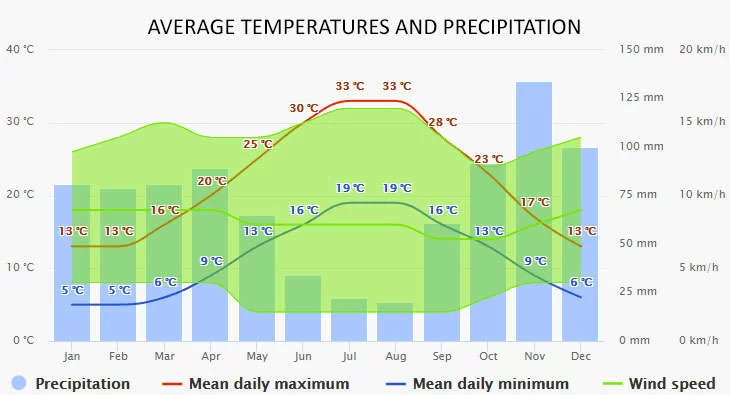 AVERAGE TEMPERATURES AND PRECIPITATION
40 °C 150 mm 20 km/h
33 °C 33 °C
125 mm
30 °C
30 °C 28 °C 15 km/h
25 °C 100 mm
23 °C
20 °C
19 °C 19 °C
20 °C 75 mm 10 km/h
16 °C 16 °C 16 °C 17 °C
13 °C 13 °C 13 °C 13 °C 13 °C
50 mm
9 °C 9 °C
10 °C 5 km/h
6 °C 6 °C
5 °C 5 °C 25 mm
0 °C 0 mm 0 km/h
Jan Feb Mar Apr May Jun Jul Aug Sep Oct Nov Dec
Precipitation Mean daily maximum Mean daily minimum Wind speed